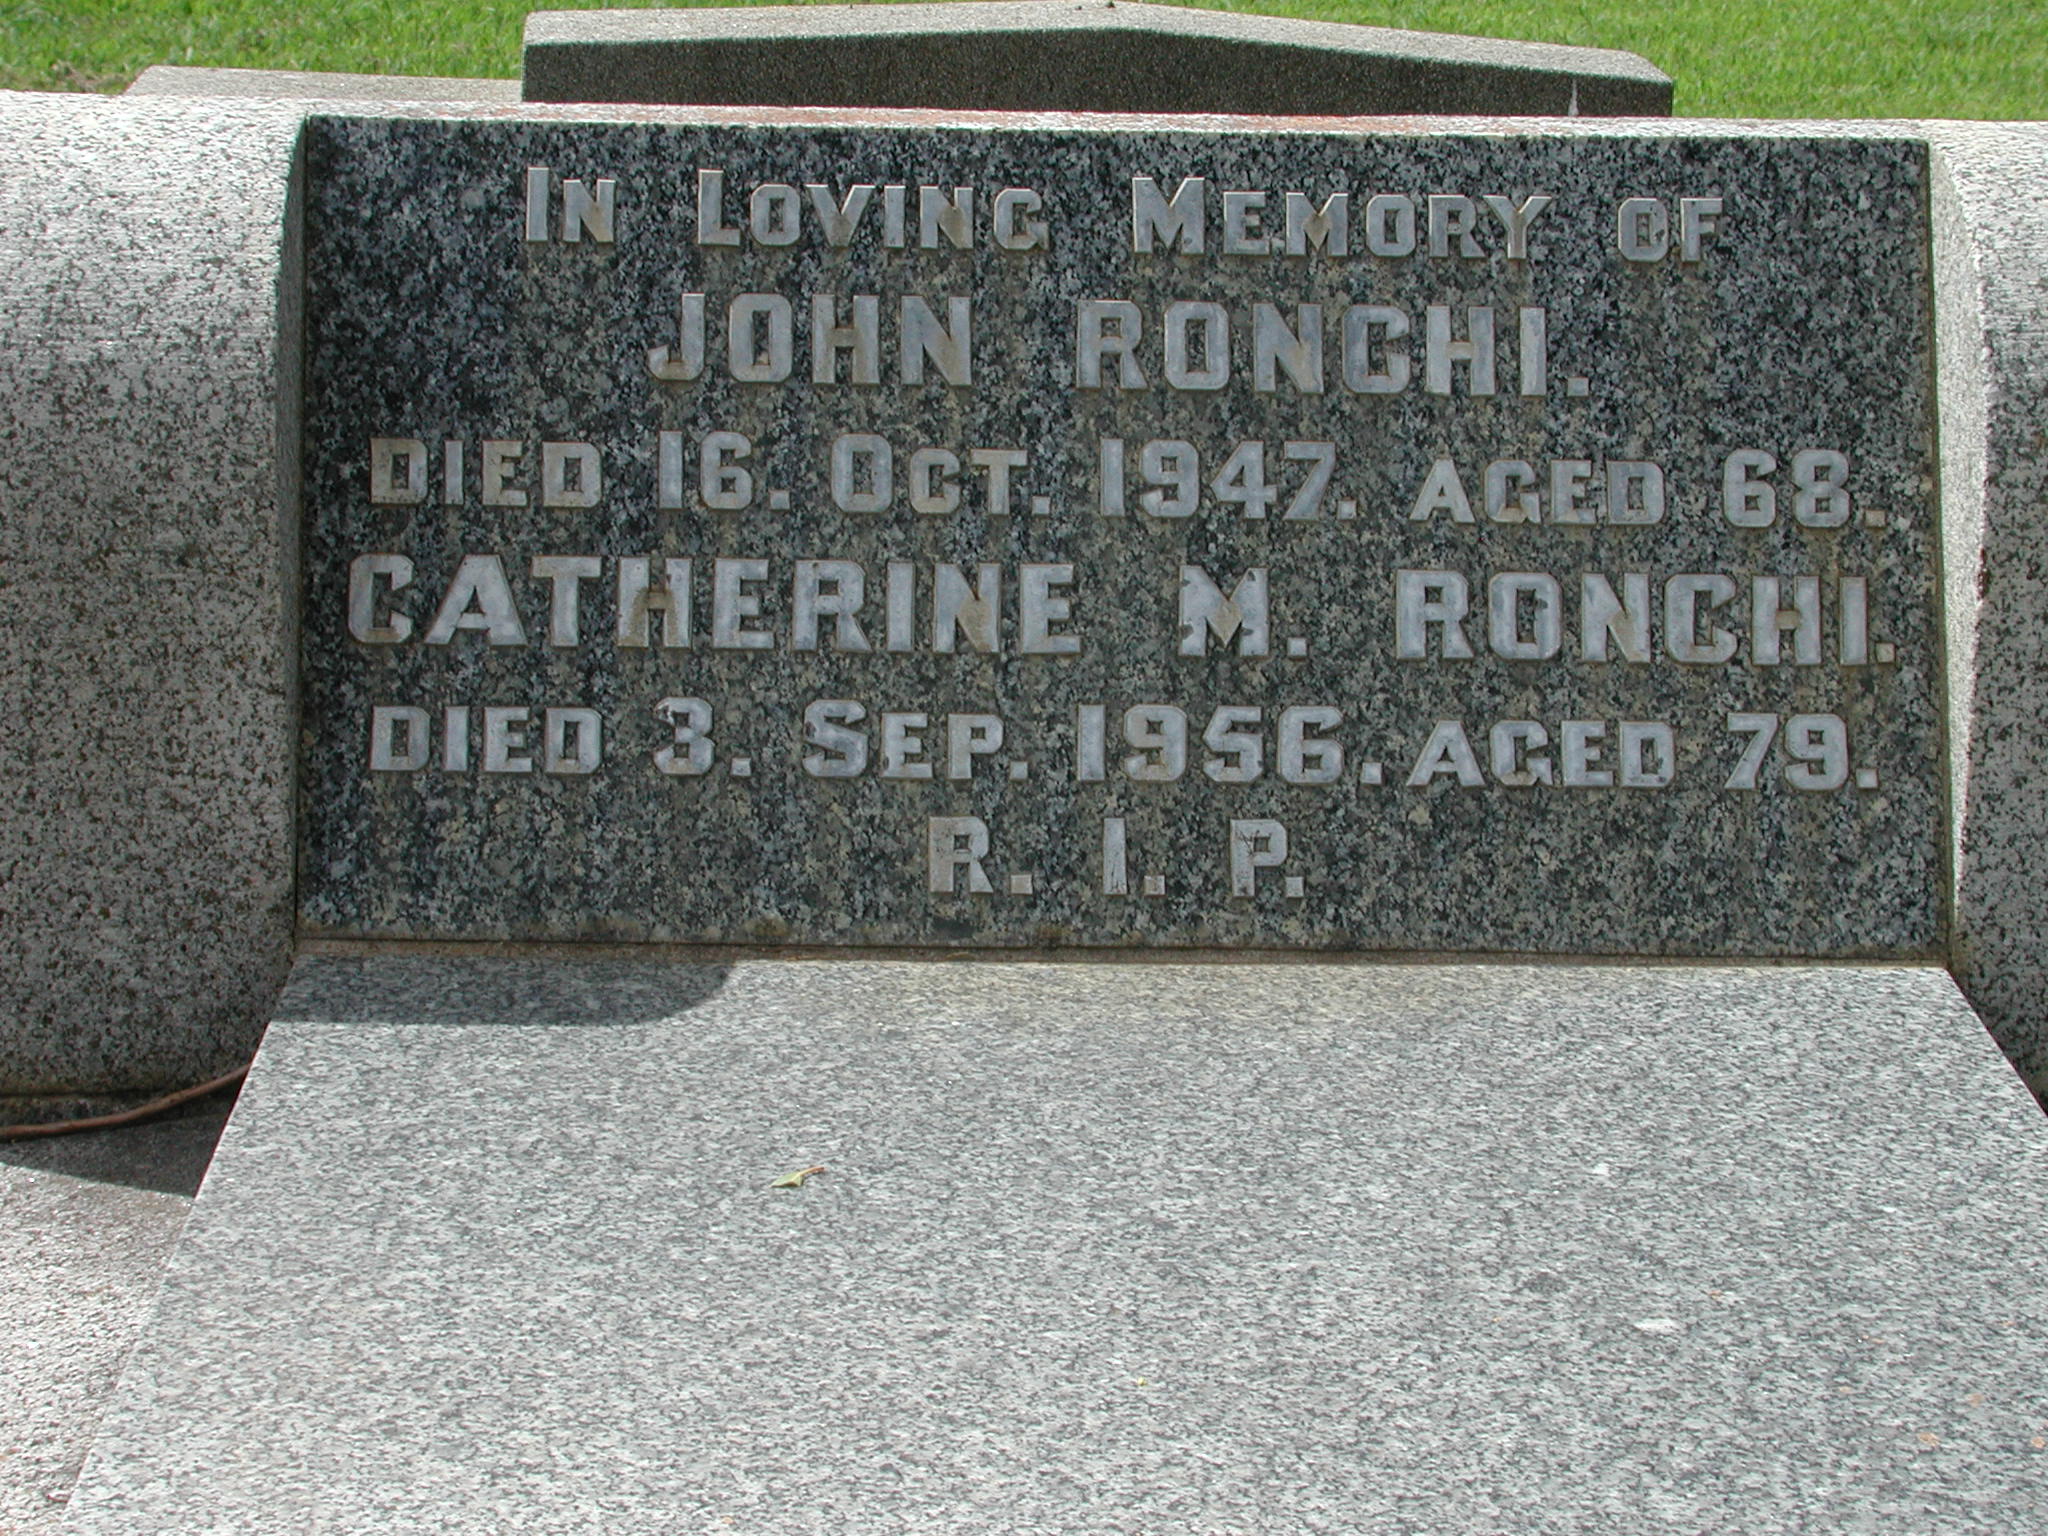 IN LOVING MEMORY OF
JOHN RONCHI.
DIED 16. OCT. 1947. AGED 68.
CATHERINE M. RONCHI.
DIED 3. SEP. 1956. AGED 79.
R. I. P.